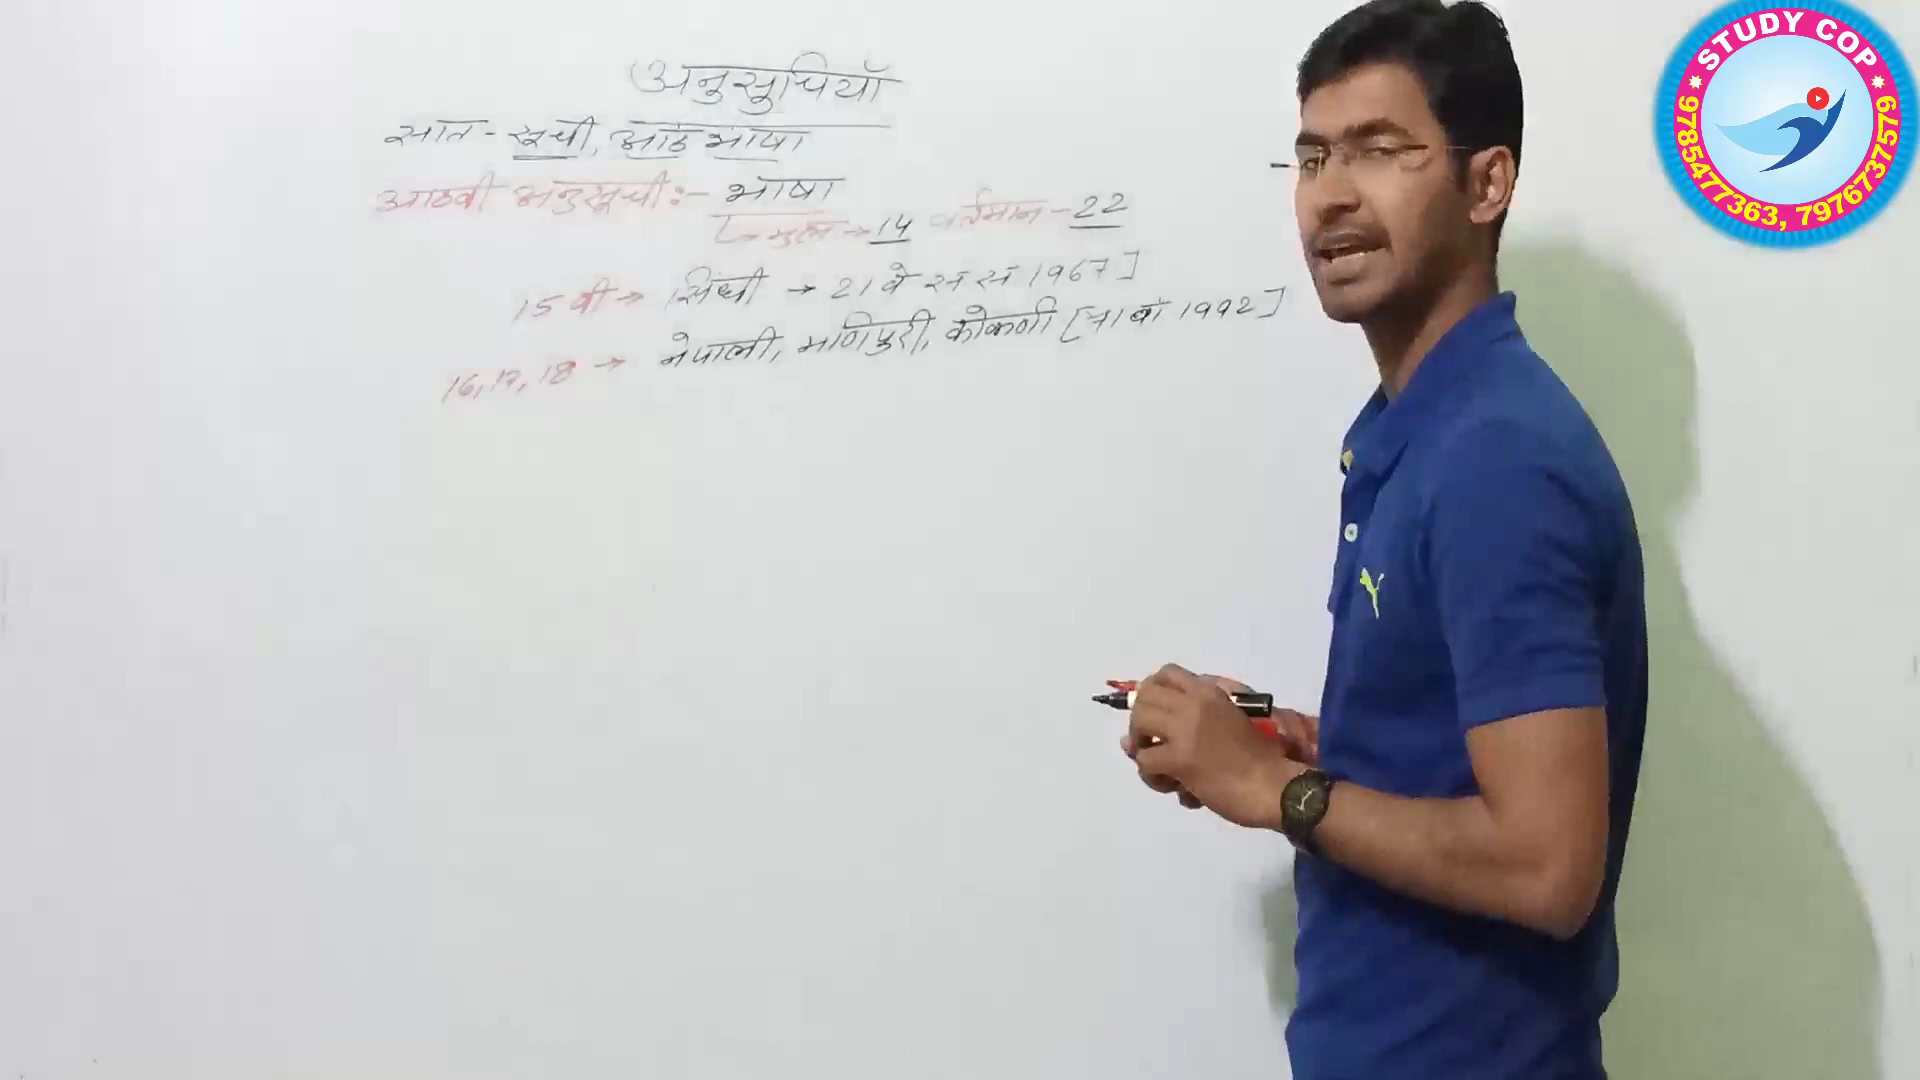 अनुसूचियाँ
सात - सूची, आठ भाषा
आठवी अनुसूची :- भाषा
↳ मुल → 14 वर्तमान - 22
15 वी → सिंधी → 21 वे स स 1967]
16, 17, 18 → नेपाली, मणिपुरी, कोकणी [71 वां 1992]
STUDY COP
9785477363, 7976737579